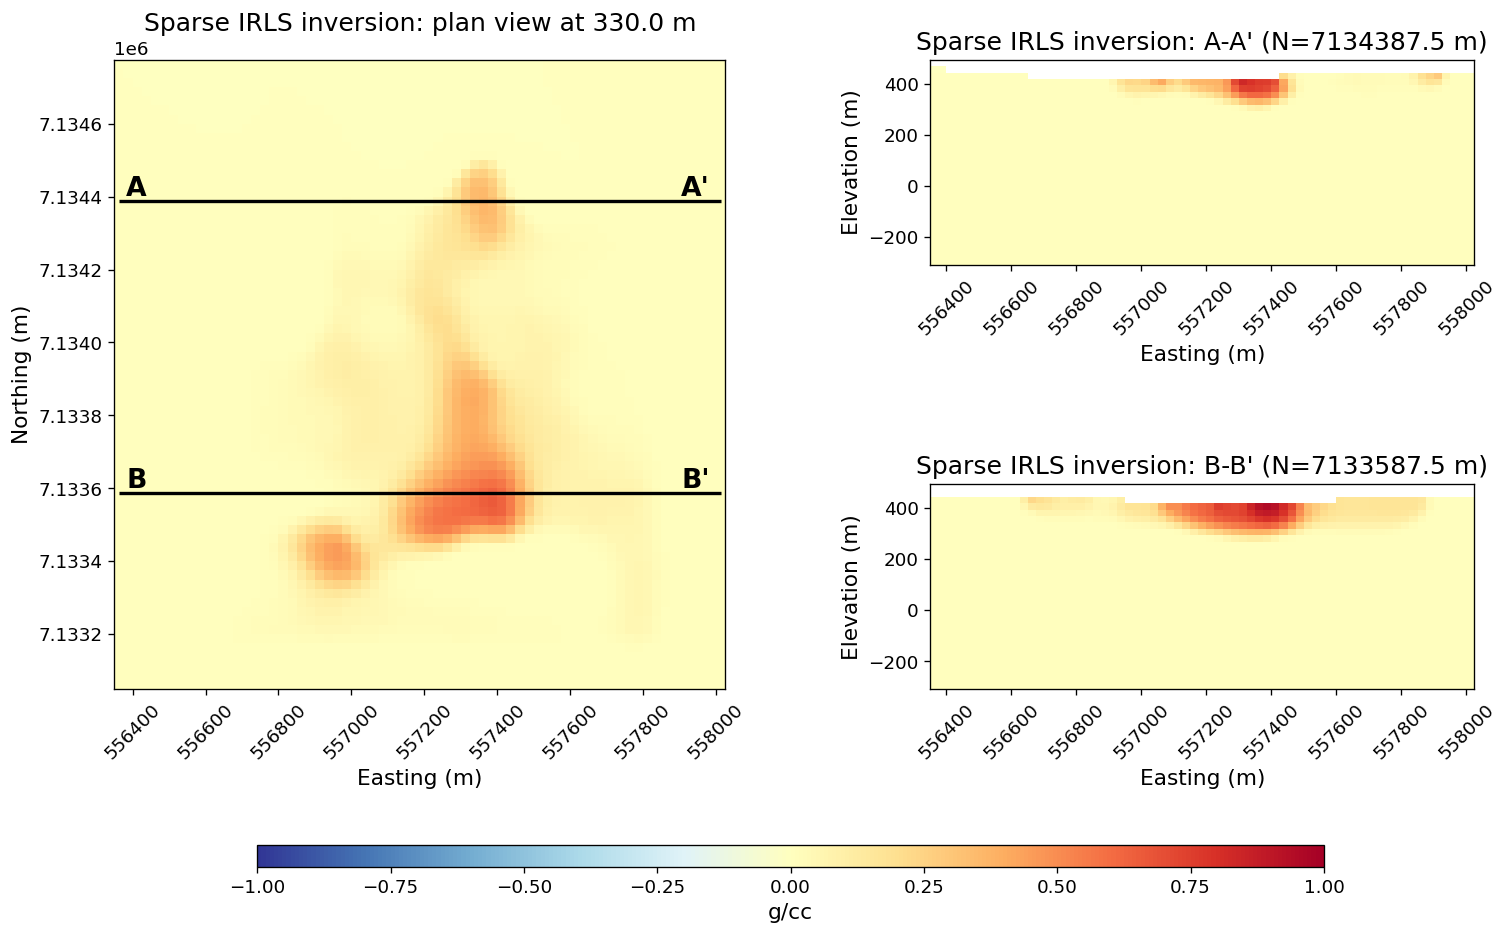 Sparse IRLS inversion: plan view at 330.0 m
1e6
7.1346
7.1344
7.1342
7.1340
7.1338
7.1336
7.1334
7.1332
Northing (m)
A A'
B B'
556400 556600 556800 557000 557200 557400 557600 557800 558000
Easting (m)
Sparse IRLS inversion: A-A' (N=7134387.5 m)
400
200
0
−200
Elevation (m)
556400 556600 556800 557000 557200 557400 557600 557800 558000
Easting (m)
Sparse IRLS inversion: B-B' (N=7133587.5 m)
400
200
0
−200
Elevation (m)
556400 556600 556800 557000 557200 557400 557600 557800 558000
Easting (m)
−1.00 −0.75 −0.50 −0.25 0.00 0.25 0.50 0.75 1.00
g/cc